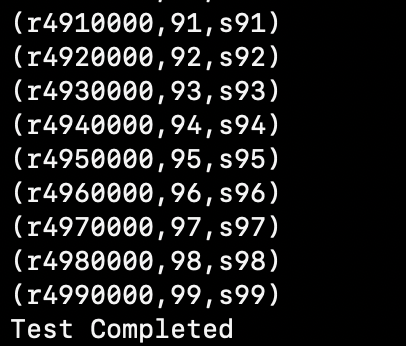 (r4910000,91,s91)
(r4920000,92,s92)
(r4930000,93,s93)
(r4940000,94,s94)
(r4950000,95,s95)
(r4960000,96,s96)
(r4970000,97,s97)
(r4980000,98,s98)
(r4990000,99,s99)
Test Completed